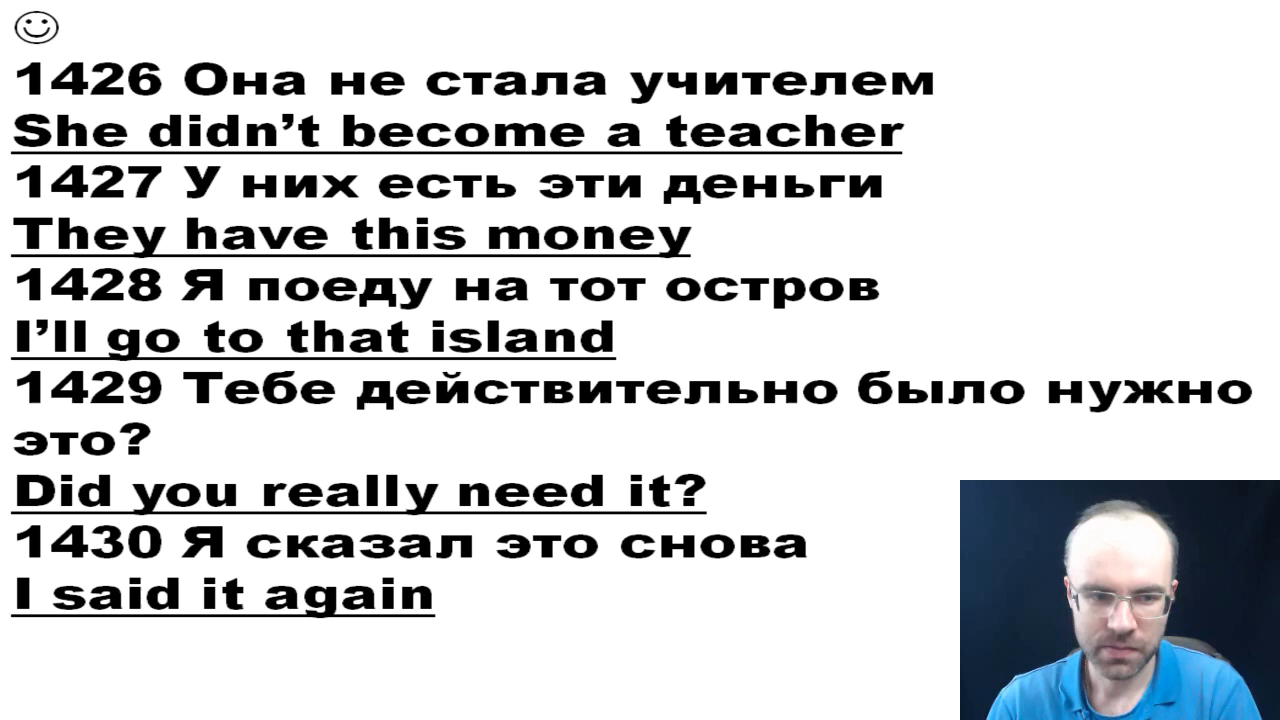 1426 Она не стала учителем
She didn’t become a teacher
1427 У них есть эти деньги
They have this money
1428 Я поеду на тот остров
I’ll go to that island
1429 Тебе действительно было нужно
это?
Did you really need it?
1430 Я сказал это снова
I said it again